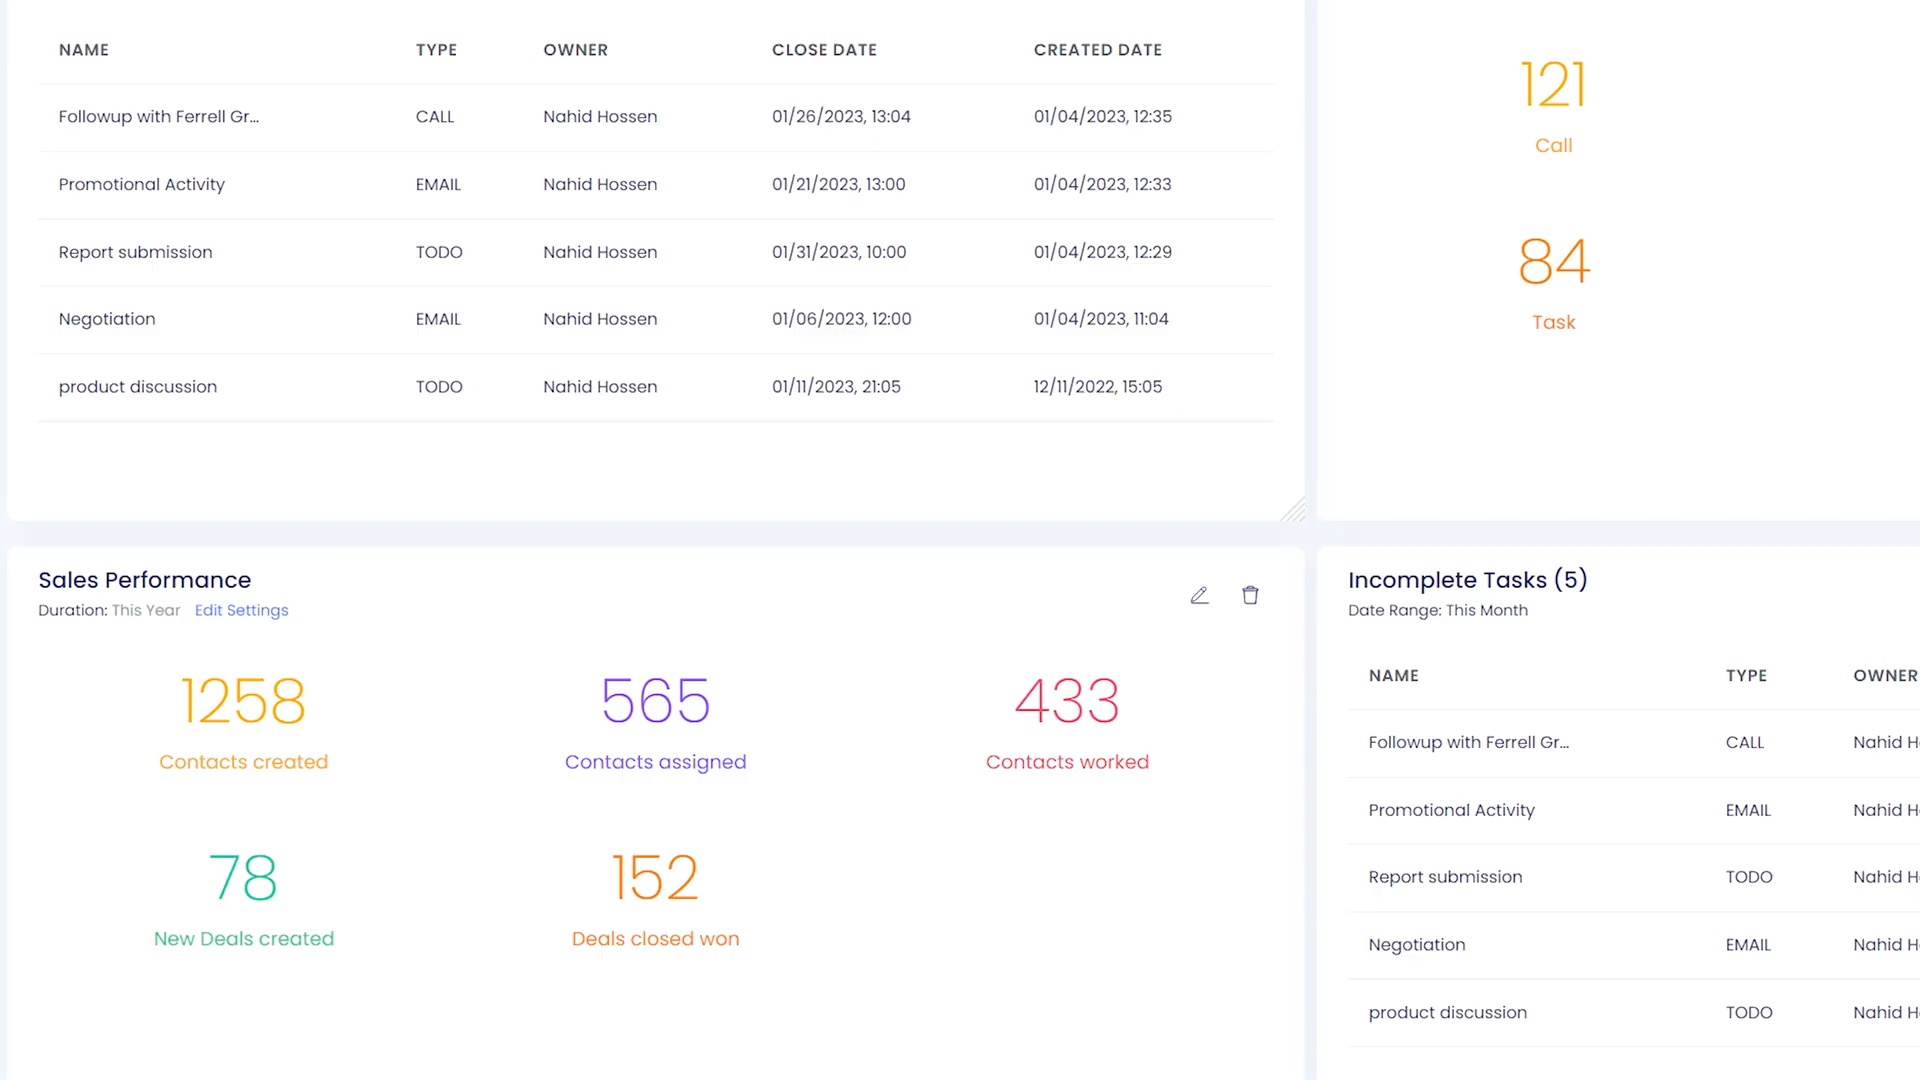 NAME TYPE OWNER CLOSE DATE CREATED DATE
Followup with Ferrell Gr... CALL Nahid Hossen 01/26/2023, 13:04 01/04/2023, 12:35
Promotional Activity EMAIL Nahid Hossen 01/21/2023, 13:00 01/04/2023, 12:33
Report submission TODO Nahid Hossen 01/31/2023, 10:00 01/04/2023, 12:29
Negotiation EMAIL Nahid Hossen 01/06/2023, 12:00 01/04/2023, 11:04
product discussion TODO Nahid Hossen 01/11/2023, 21:05 12/11/2022, 15:05
121
Call
84
Task
Sales Performance
Duration: This Year Edit Settings
1258 565 433
Contacts created Contacts assigned Contacts worked
78 152
New Deals created Deals closed won
Incomplete Tasks (5)
Date Range: This Month
NAME TYPE OWNER
Followup with Ferrell Gr... CALL Nahid H
Promotional Activity EMAIL Nahid H
Report submission TODO Nahid H
Negotiation EMAIL Nahid H
product discussion TODO Nahid H